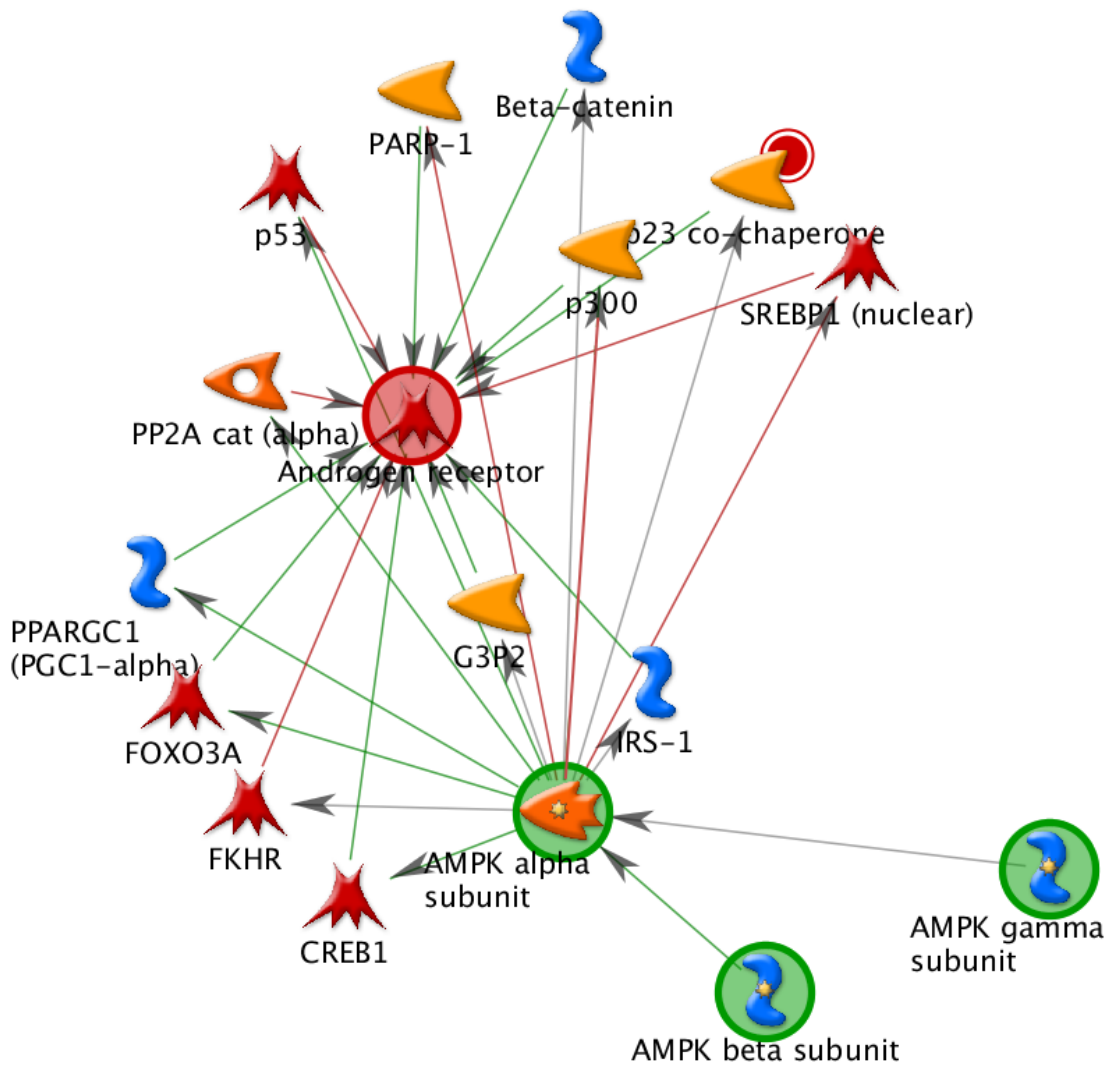 Beta-catenin
PARP-1
p53
p23 co-chaperone
p300
SREBP1 (nuclear)
PP2A cat (alpha)
Androgen receptor
PPARGC1
(PGC1-alpha)
G3P2
FOXO3A
IRS-1
FKHR
AMPK alpha
subunit
CREB1
AMPK gamma
subunit
AMPK beta subunit